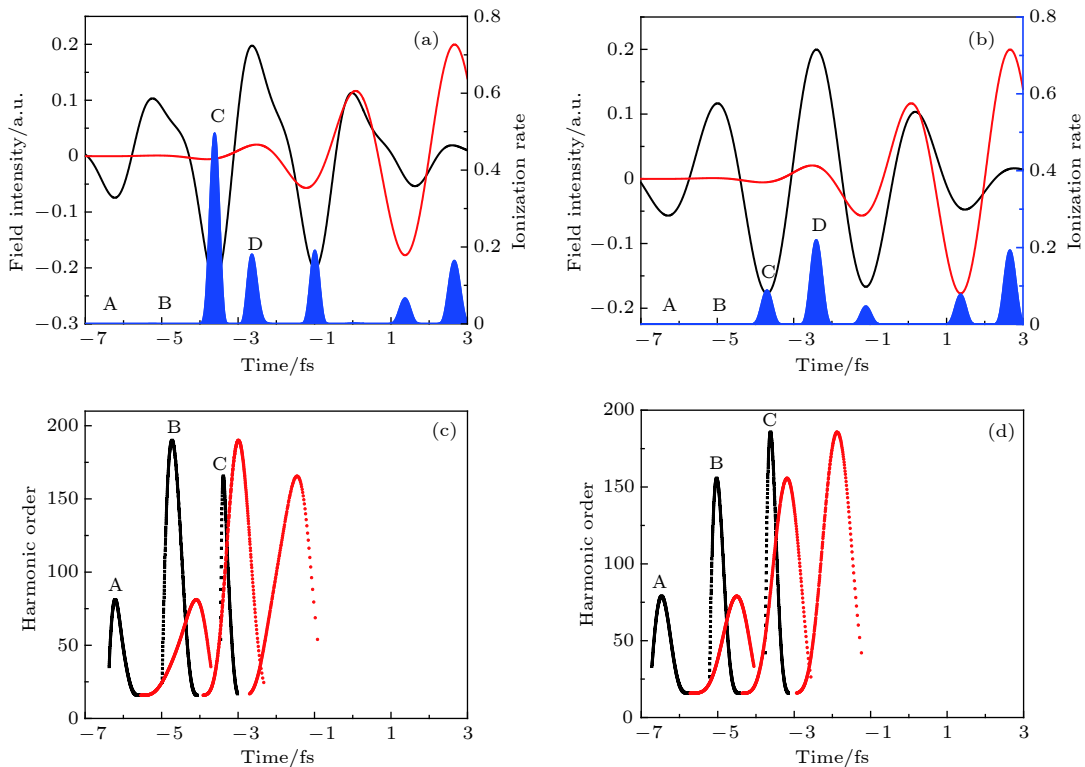 (a)
Field intensity/a.u.
0.2
0.1
0
−0.1
−0.2
−0.3
0.8
0.6
0.4
0.2
0
Ionization rate
C
D
A
B
−7
−5
−3
−1
1
3
Time/fs
(b)
Field intensity/a.u.
0.2
0.1
0
−0.1
−0.2
0.8
0.6
0.4
0.2
0
Ionization rate
D
C
A
B
−7
−5
−3
−1
1
3
Time/fs
(c)
Harmonic order
200
150
100
50
0
B
C
A
−7
−5
−3
−1
1
3
Time/fs
(d)
Harmonic order
200
150
100
50
0
C
B
A
−7
−5
−3
−1
1
3
Time/fs